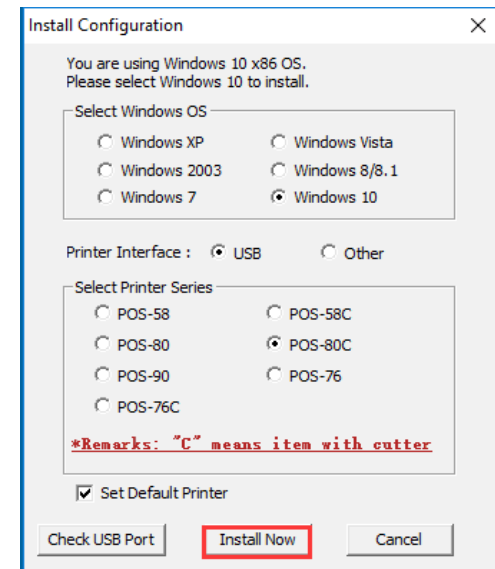 Install Configuration
You are using Windows 10 x86 OS.
Please select Windows 10 to install.
Select Windows OS
Windows XP Windows Vista
Windows 2003 Windows 8/8.1
Windows 7 Windows 10
Printer Interface : USB Other
Select Printer Series
POS-58 POS-58C
POS-80 POS-80C
POS-90 POS-76
POS-76C
*Remarks: "C" means item with cutter
Set Default Printer
Check USB Port Install Now Cancel